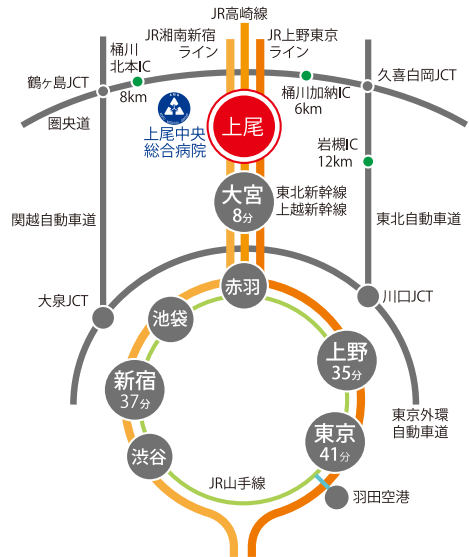 JR高崎線
JR湘南新宿
ライン
JR上野東京
ライン
桶川
北本IC
8km
鶴ヶ島JCT
圏央道
久喜白岡JCT
桶川加納IC
6km
上尾中央
総合病院
上尾
岩槻IC
12km
大宮
8分
東北新幹線
上越新幹線
関越自動車道
東北自動車道
赤羽
大泉JCT
川口JCT
池袋
上野
35分
新宿
37分
東京
41分
東京外環
自動車道
渋谷
JR山手線
羽田空港